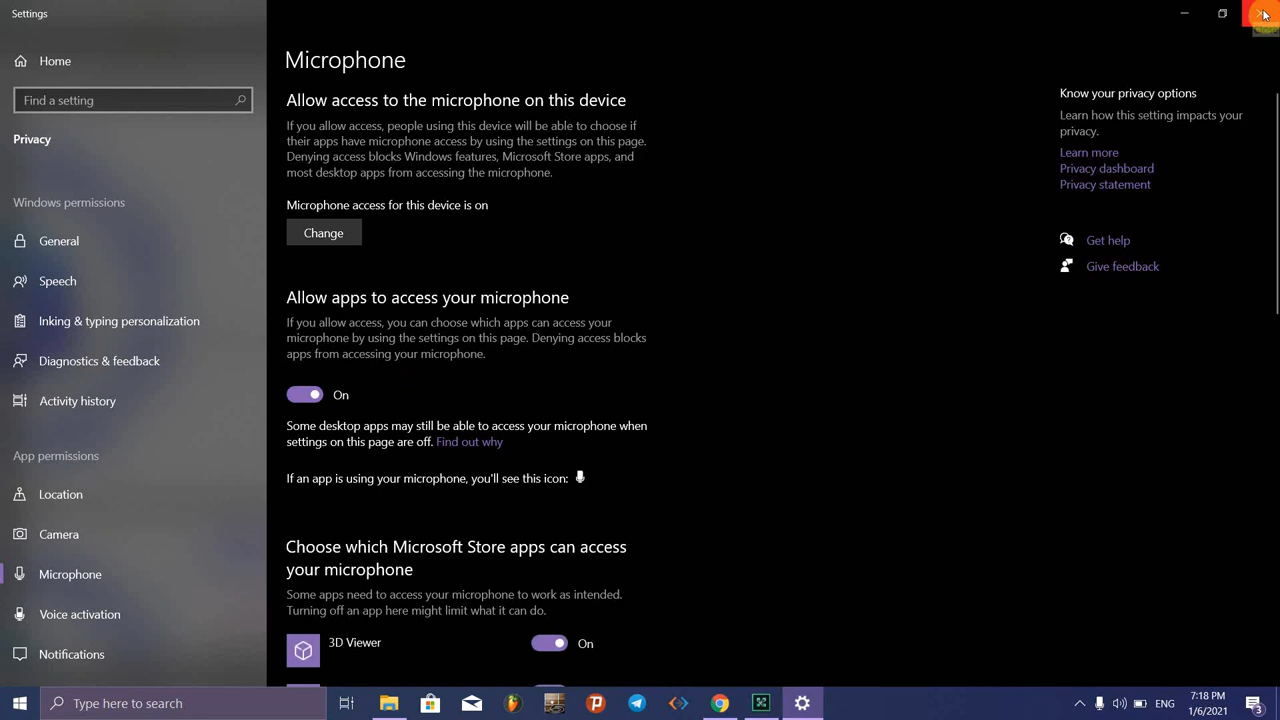 Settings
Home
Find a setting
Privacy
Windows permissions
General
Speech
Inking & typing personalization
Diagnostics & feedback
Activity history
App permissions
Location
Camera
Microphone
Voice activation
Notifications
Microphone
Allow access to the microphone on this device
If you allow access, people using this device will be able to choose if
their apps have microphone access by using the settings on this page.
Denying access blocks Windows features, Microsoft Store apps, and
most desktop apps from accessing the microphone.
Microphone access for this device is on
Change
Allow apps to access your microphone
If you allow access, you can choose which apps can access your
microphone by using the settings on this page. Denying access blocks
apps from accessing your microphone.
On
Some desktop apps may still be able to access your microphone when
settings on this page are off. Find out why
If an app is using your microphone, you'll see this icon:
Choose which Microsoft Store apps can access
your microphone
Some apps need to access your microphone to work as intended.
Turning off an app here might limit what it can do.
3D Viewer
On
Know your privacy options
Learn how this setting impacts your
privacy.
Learn more
Privacy dashboard
Privacy statement
Get help
Give feedback
Type here to search
ENG
7:18 PM
1/6/2021
3